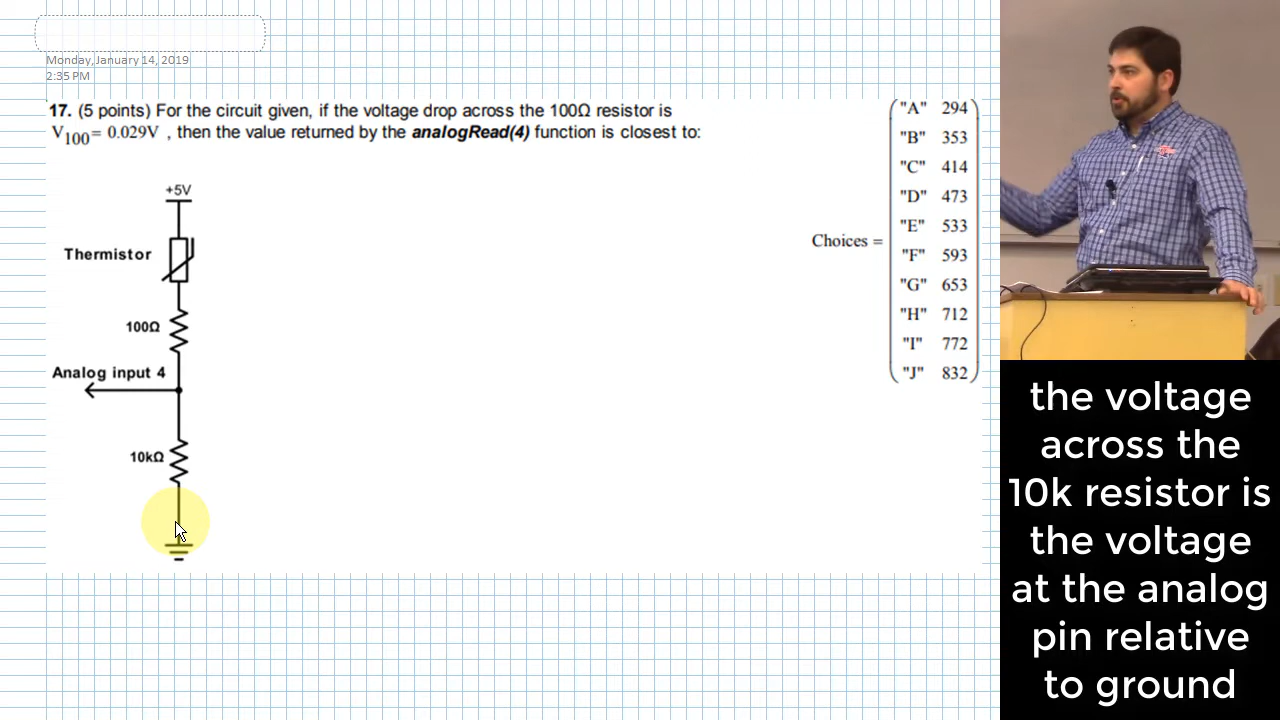 Monday, January 14, 2019
2:35 PM
17. (5 points) For the circuit given, if the voltage drop across the 100Ω resistor is
V100= 0.029V , then the value returned by the analogRead(4) function is closest to:
+5V
Thermistor
100Ω
Analog input 4
10kΩ
Choices =
"A" 294
"B" 353
"C" 414
"D" 473
"E" 533
"F" 593
"G" 653
"H" 712
"I" 772
"J" 832
the voltage
across the
10k resistor is
the voltage
at the analog
pin relative
to ground